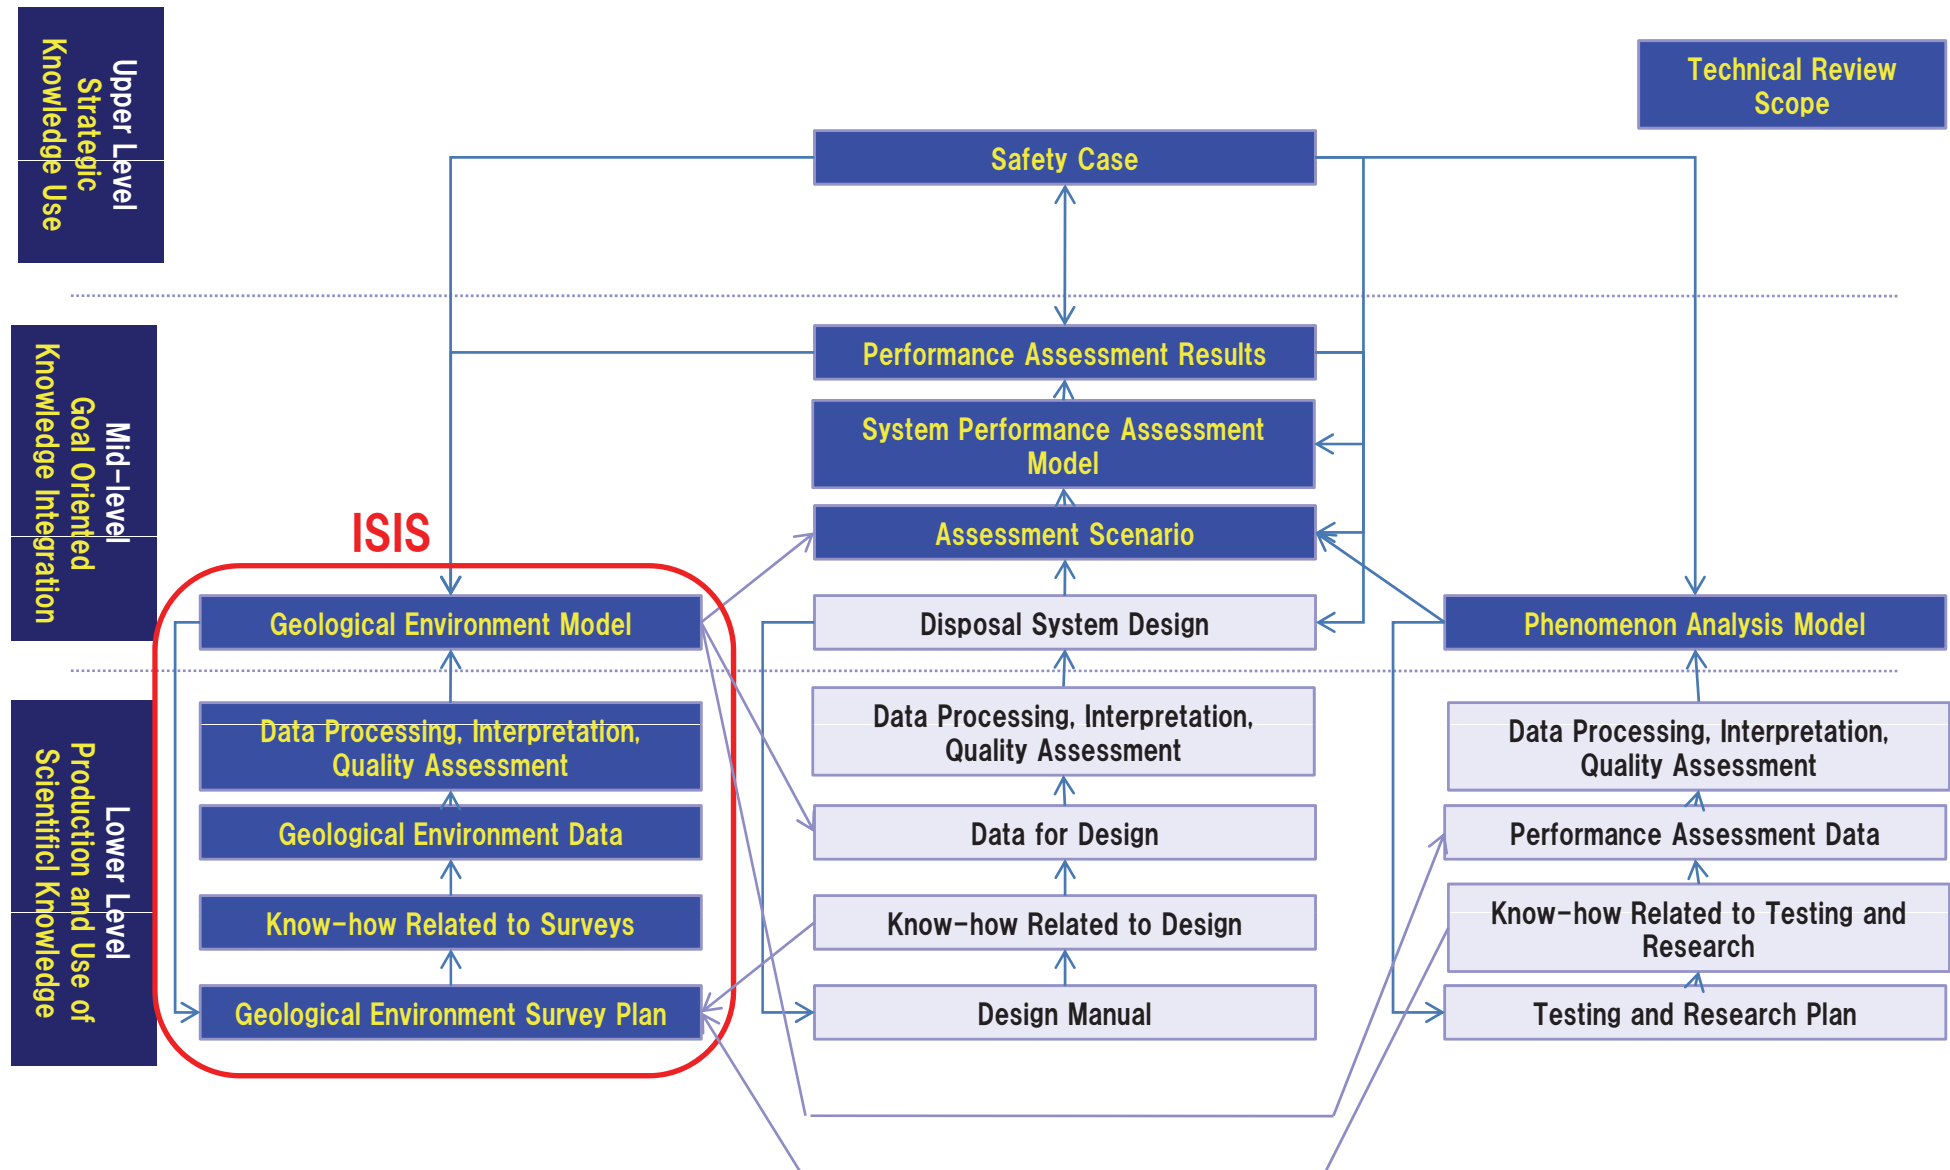 Upper Level
Strategic
Knowledge Use
Technical Review
Scope
Safety Case
Mid-level
Goal Oriented
Knowledge Integration
Performance Assessment Results
System Performance Assessment
Model
Assessment Scenario
ISIS
Geological Environment Model
Disposal System Design
Phenomenon Analysis Model
Lower Level
Production and Use of
Scientificl Knowledge
Data Processing, Interpretation,
Quality Assessment
Geological Environment Data
Know-how Related to Surveys
Geological Environment Survey Plan
Data Processing, Interpretation,
Quality Assessment
Data for Design
Know-how Related to Design
Design Manual
Data Processing, Interpretation,
Quality Assessment
Performance Assessment Data
Know-how Related to Testing and
Research
Testing and Research Plan